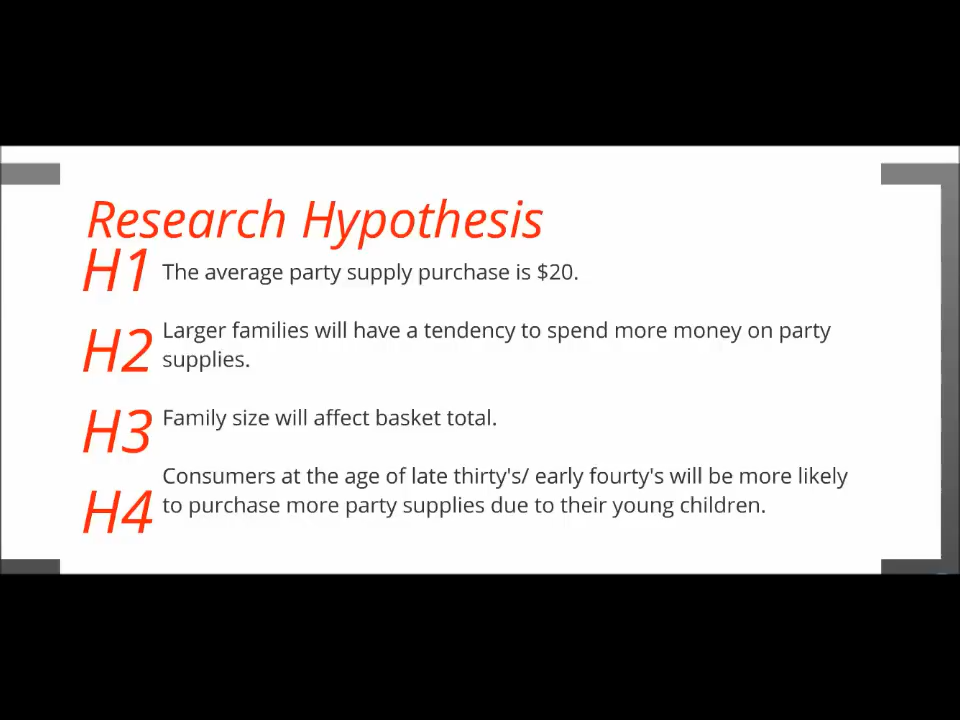 Research Hypothesis
H1 The average party supply purchase is $20.
H2 Larger families will have a tendency to spend more money on party
supplies.
H3 Family size will affect basket total.
H4 Consumers at the age of late thirty's/ early fourty's will be more likely
to purchase more party supplies due to their young children.